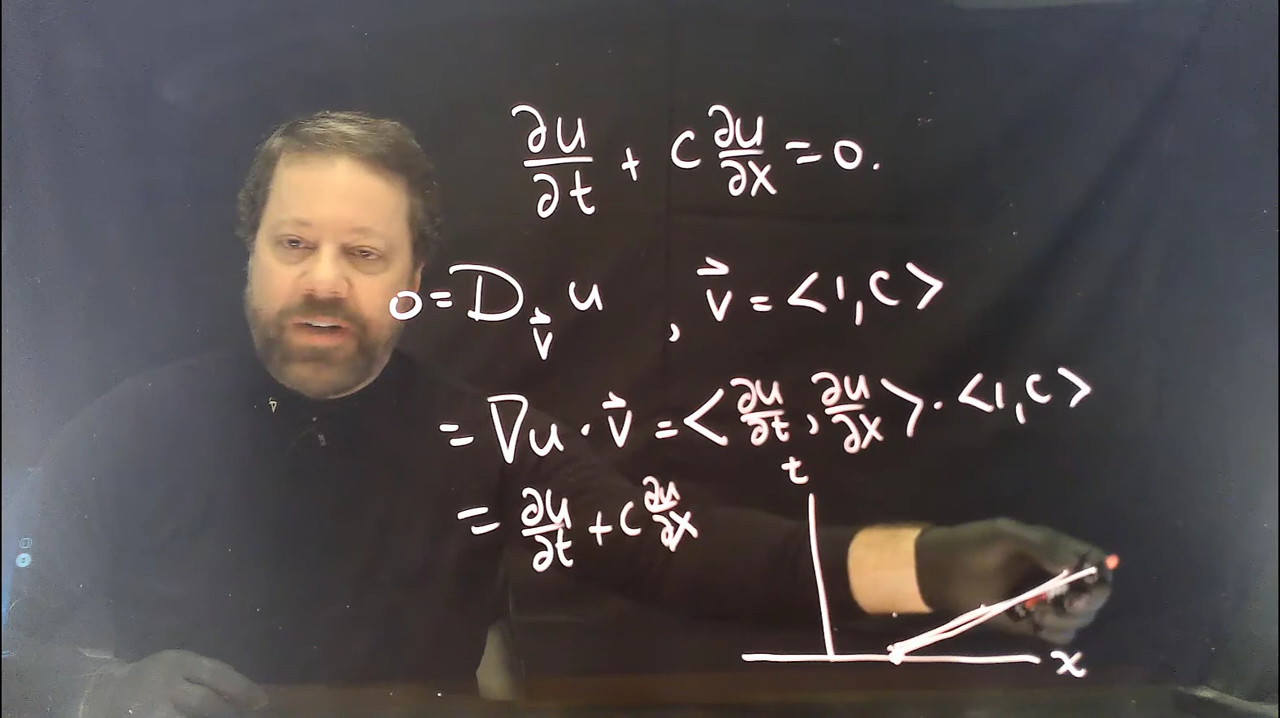 ∂u/∂t + C ∂u/∂x = 0.
0 = D_v⃗ u , v⃗ = <1, C>
= ∇u · v⃗ = <∂u/∂t, ∂u/∂x> · <1, C>
= ∂u/∂t + C ∂u/∂x
t
x